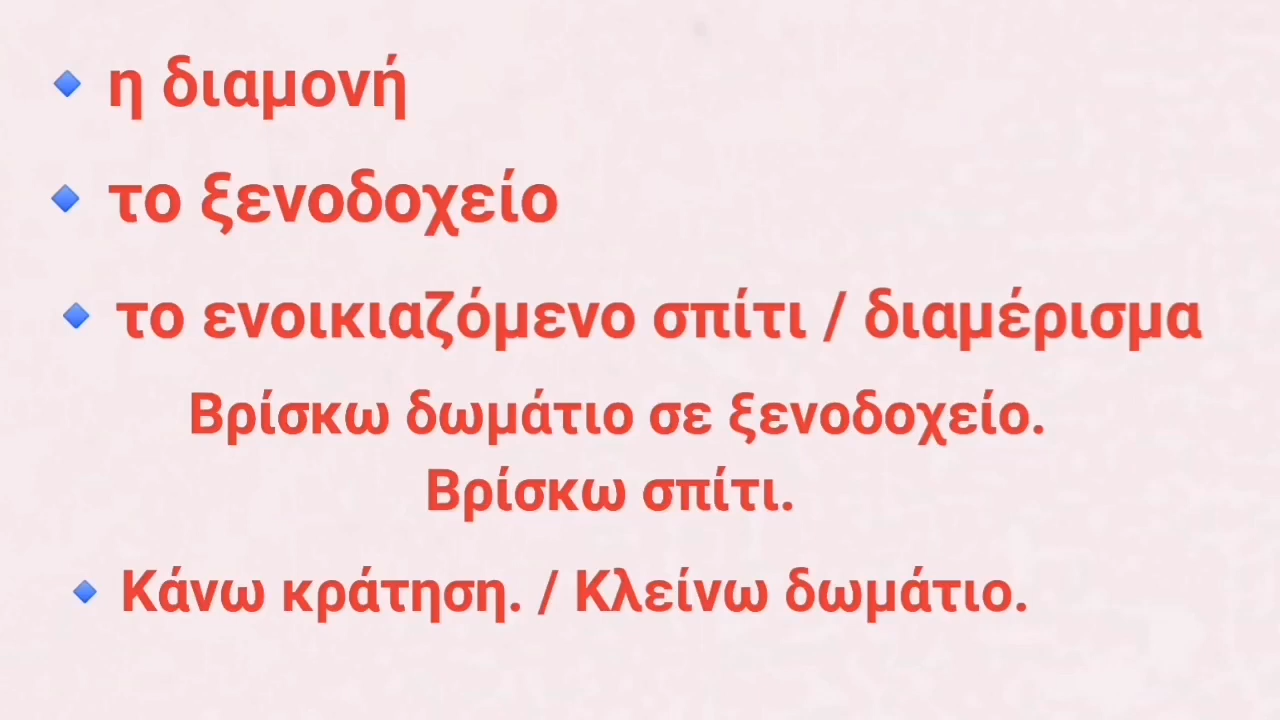 🔹 η διαμονή
🔹 το ξενοδοχείο
🔹 το ενοικιαζόμενο σπίτι / διαμέρισμα
Βρίσκω δωμάτιο σε ξενοδοχείο.
Βρίσκω σπίτι.
🔹 Κάνω κράτηση. / Κλείνω δωμάτιο.